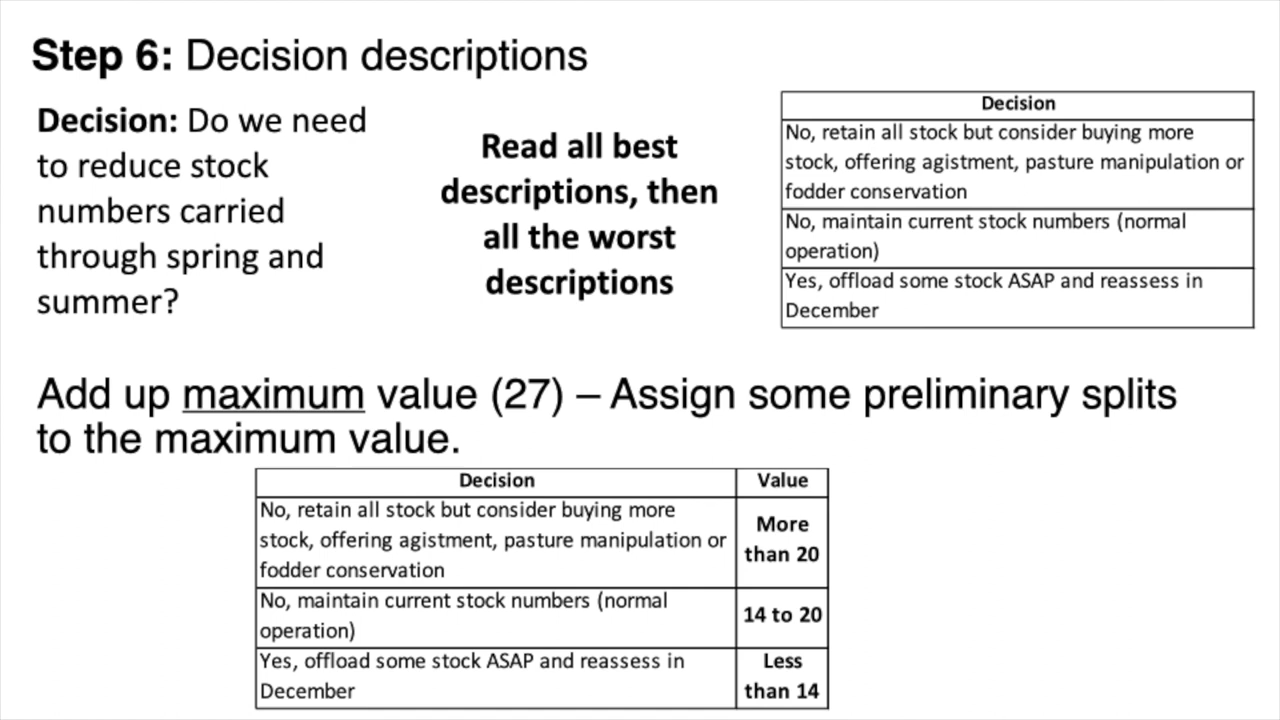 Step 6: Decision descriptions
Decision: Do we need
to reduce stock
numbers carried
through spring and
summer?
Read all best
descriptions, then
all the worst
descriptions
Decision
No, retain all stock but consider buying more
stock, offering agistment, pasture manipulation or
fodder conservation
No, maintain current stock numbers (normal
operation)
Yes, offload some stock ASAP and reassess in
December
Add up maximum value (27) – Assign some preliminary splits
to the maximum value.
Decision
Value
No, retain all stock but consider buying more
stock, offering agistment, pasture manipulation or
fodder conservation
More
than 20
No, maintain current stock numbers (normal
operation)
14 to 20
Yes, offload some stock ASAP and reassess in
December
Less
than 14